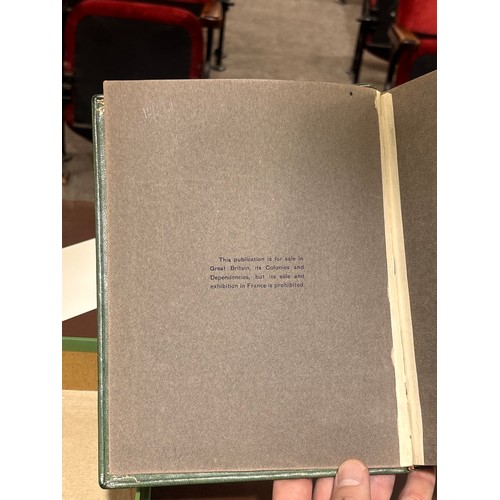 This publication is for sale in
Great Britain, its Colonies and
Dependencies, but its sale and
exhibition in France is prohibited